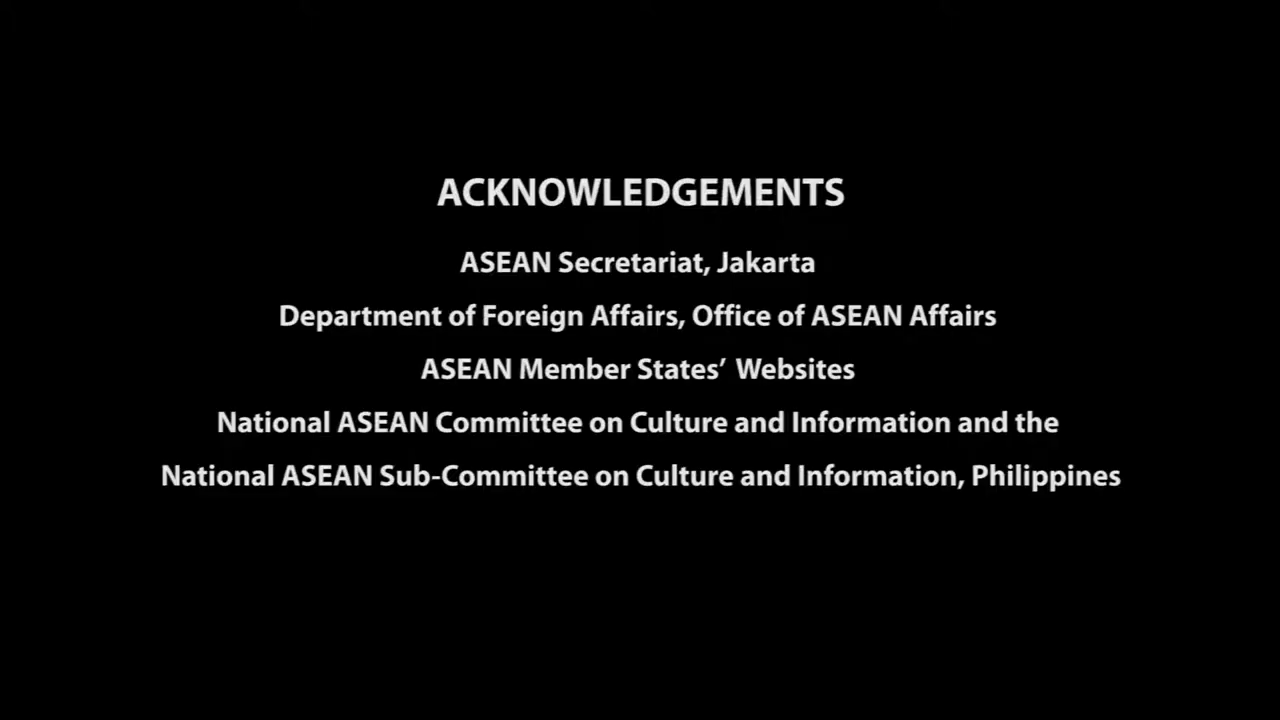 ACKNOWLEDGEMENTS
ASEAN Secretariat, Jakarta
Department of Foreign Affairs, Office of ASEAN Affairs
ASEAN Member States’ Websites
National ASEAN Committee on Culture and Information and the
National ASEAN Sub-Committee on Culture and Information, Philippines